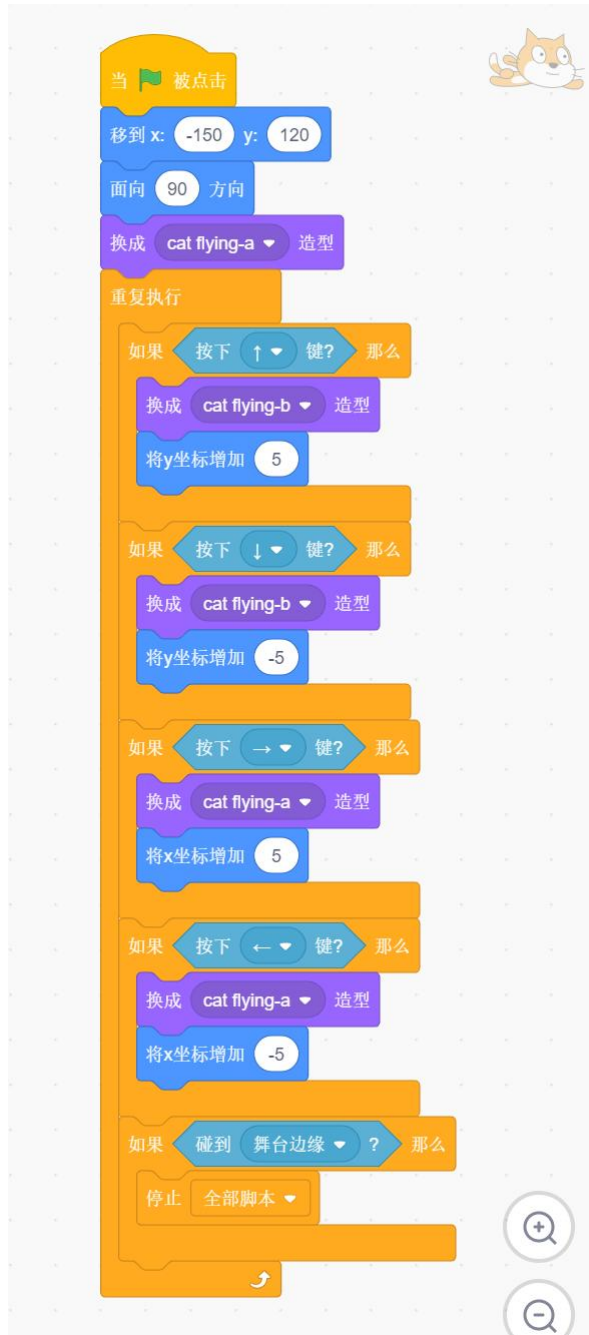 当 被点击
移到 x: -150 y: 120
面向 90 方向
换成 cat flying-a 造型
重复执行
如果 按下 ↑ 键? 那么
换成 cat flying-b 造型
将y坐标增加 5
如果 按下 ↓ 键? 那么
换成 cat flying-b 造型
将y坐标增加 -5
如果 按下 → 键? 那么
换成 cat flying-a 造型
将x坐标增加 5
如果 按下 ← 键? 那么
换成 cat flying-a 造型
将x坐标增加 -5
如果 碰到 舞台边缘 ? 那么
停止 全部脚本